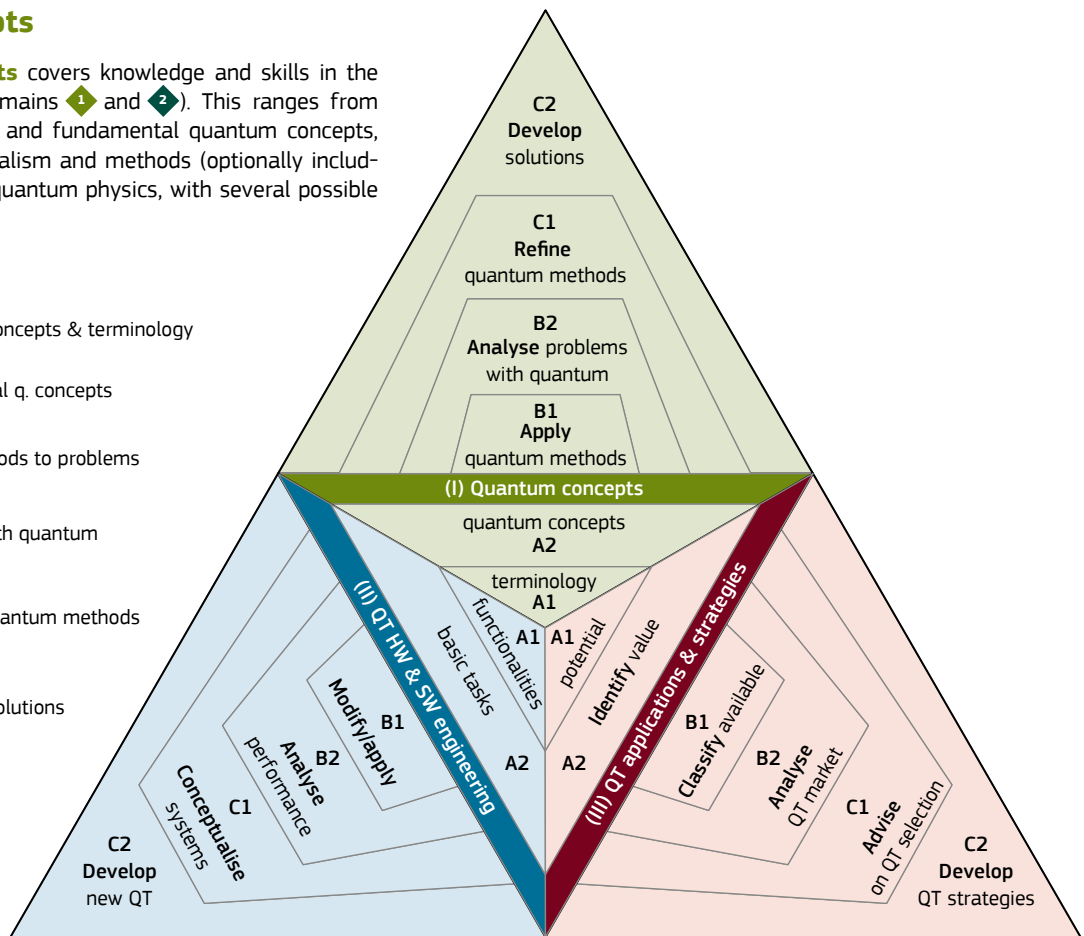 pts
ts covers knowledge and skills in the
mains 1 and 2). This ranges from
and fundamental quantum concepts,
alism and methods (optionally includ-
quantum physics, with several possible
oncepts & terminology
al q. concepts
ods to problems
th quantum
uantum methods
olutions
C2
Develop
solutions
C1
Refine
quantum methods
B2
Analyse problems
with quantum
B1
Apply
quantum methods
(I) Quantum concepts
quantum concepts
A2
terminology
A1
(II) QT HW & SW engineering
functionalities
A1
basic tasks
A2
Modify/apply
B1
Analyse
performance
B2
Conceptualise
systems
C1
C2
Develop
new QT
(III) QT applications & strategies
A1
potential
Identify value
A2
B1
Classify available
B2
Analyse
QT market
C1
Advise
on QT selection
C2
Develop
QT strategies